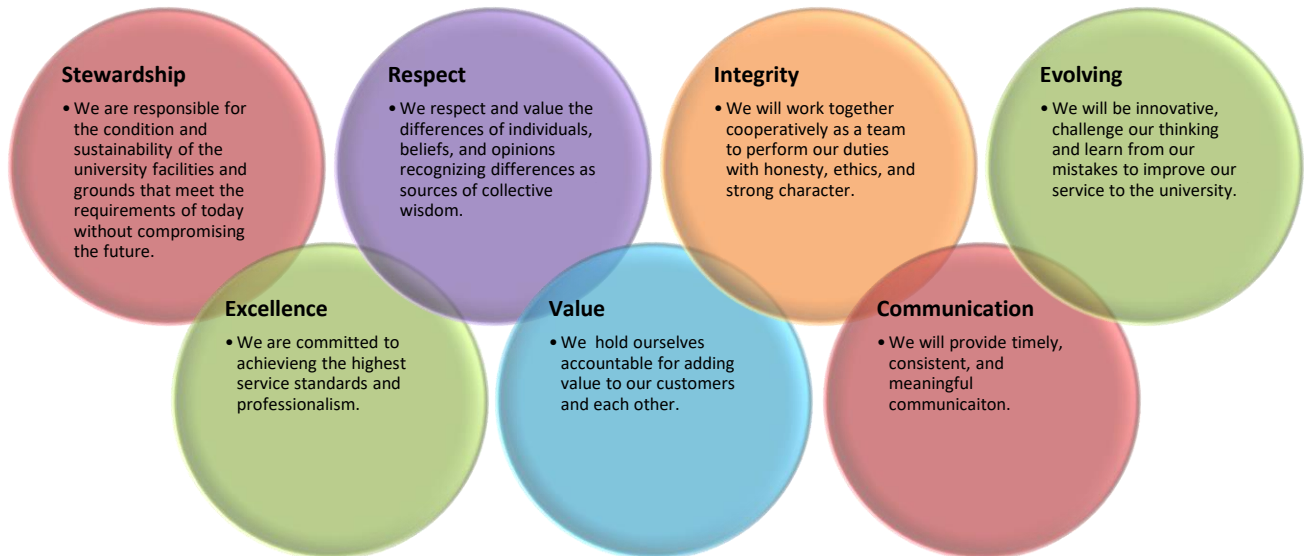 Stewardship
• We are responsible for
the condition and
sustainability of the
university facilities and
grounds that meet the
requirements of today
without compromising
the future.
Excellence
• We are committed to
achieveing the highest
service standards and
professionalism.
Respect
• We respect and value the
differences of individuals,
beliefs, and opinions
recognizing differences as
sources of collective
wisdom.
Value
• We  hold ourselves
accountable for adding
value to our customers
and each other.
Integrity
• We will work together
cooperatively as a team
to perform our duties
with honesty, ethics, and
strong character.
Communication
• We will provide timely,
consistent, and
meaningful
communicaiton.
Evolving
• We will be innovative,
challenge our thinking
and learn from our
mistakes to improve our
service to the university.